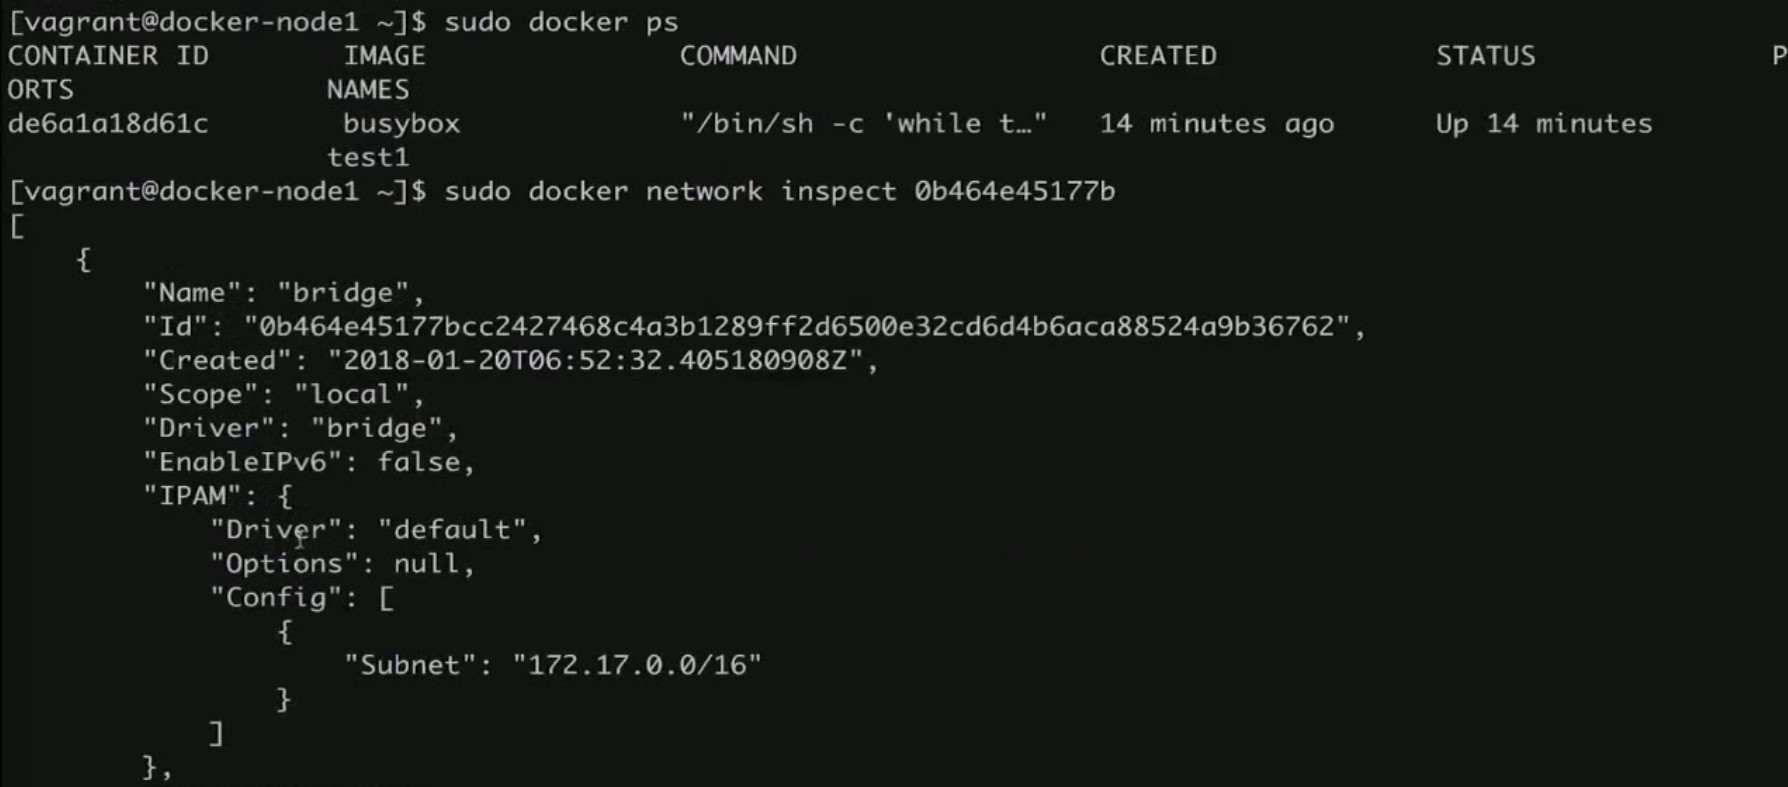 [vagrant@docker-node1 ~]$ sudo docker ps
CONTAINER ID        IMAGE               COMMAND                  CREATED             STATUS              P
ORTS               NAMES
de6a1a18d61c        busybox             "/bin/sh -c 'while t…"   14 minutes ago      Up 14 minutes
                   test1
[vagrant@docker-node1 ~]$ sudo docker network inspect 0b464e45177b
[
    {
        "Name": "bridge",
        "Id": "0b464e45177bcc2427468c4a3b1289ff2d6500e32cd6d4b6aca88524a9b36762",
        "Created": "2018-01-20T06:52:32.405180908Z",
        "Scope": "local",
        "Driver": "bridge",
        "EnableIPv6": false,
        "IPAM": {
            "Driver": "default",
            "Options": null,
            "Config": [
                {
                    "Subnet": "172.17.0.0/16"
                }
            ]
        },